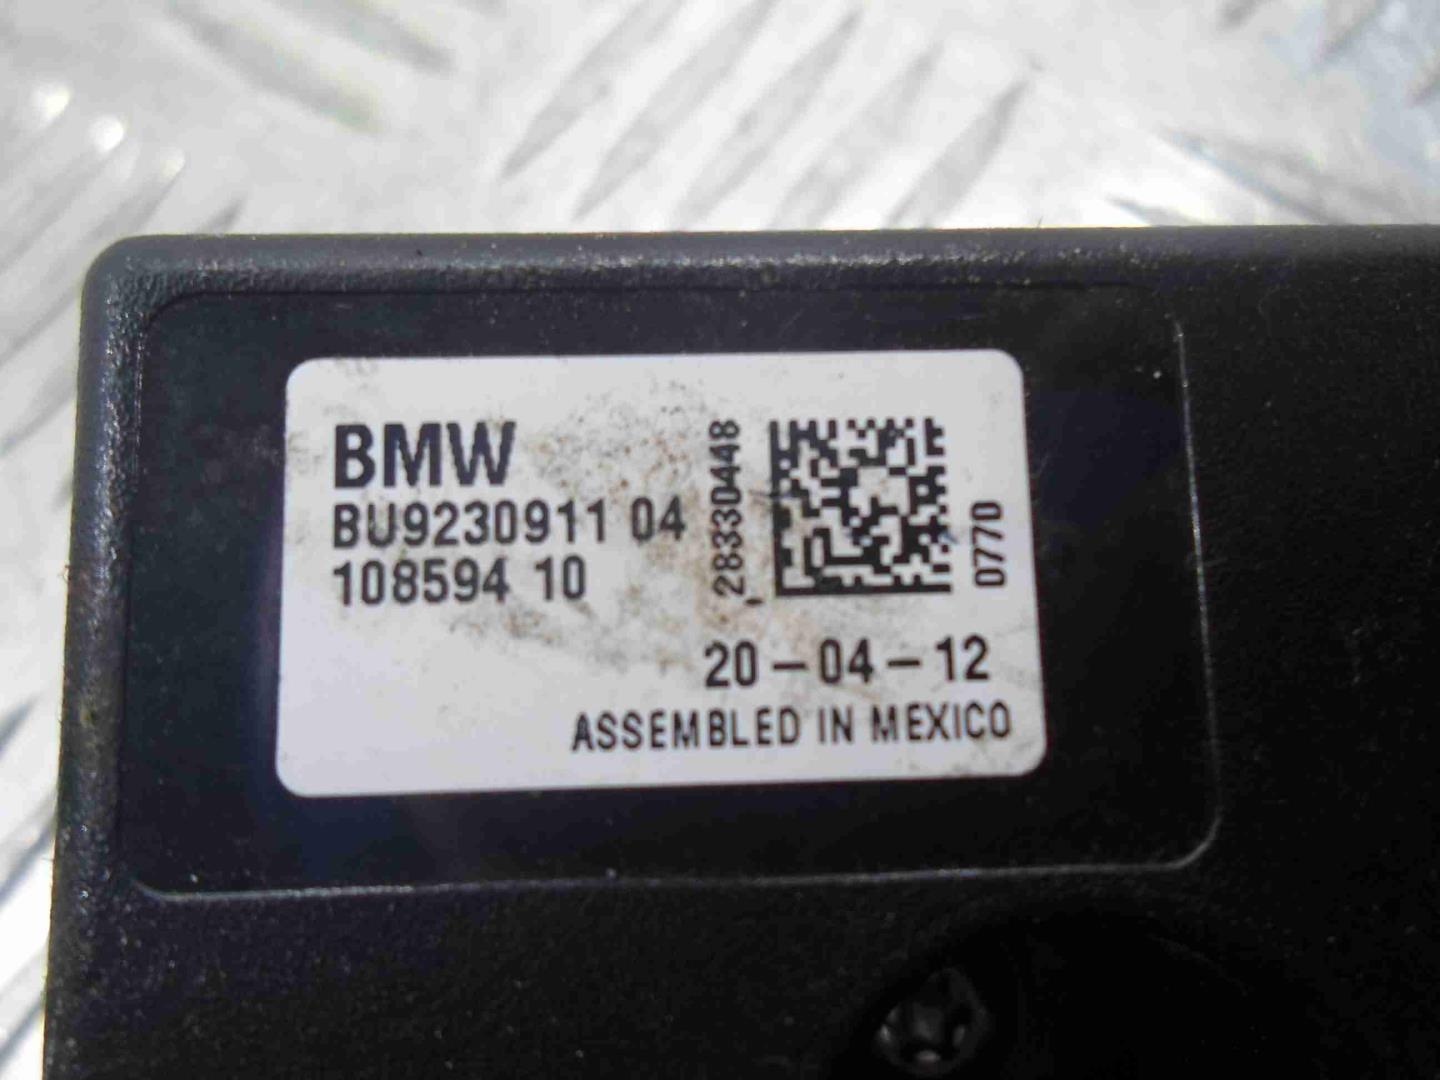 BMW
BU9230911 04
108594 10
28330448
0770
20-04-12
ASSEMBLED IN MEXICO